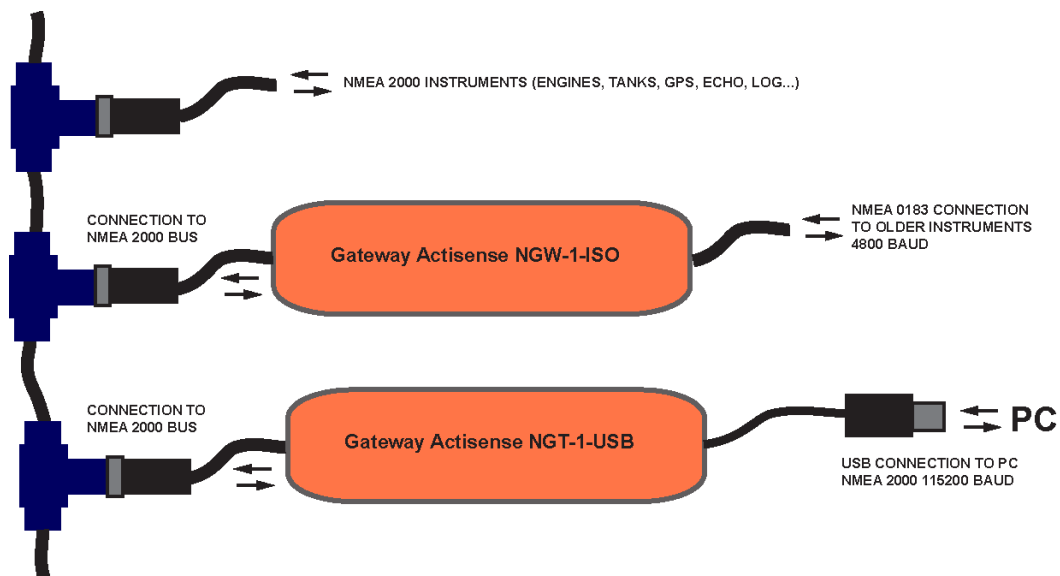 NMEA 2000 INSTRUMENTS (ENGINES, TANKS, GPS, ECHO, LOG...)
CONNECTION TO
NMEA 2000 BUS
Gateway Actisense NGW-1-ISO
NMEA 0183 CONNECTION
TO OLDER INSTRUMENTS
4800 BAUD
CONNECTION TO
NMEA 2000 BUS
Gateway Actisense NGT-1-USB
PC
USB CONNECTION TO PC
NMEA 2000 115200 BAUD